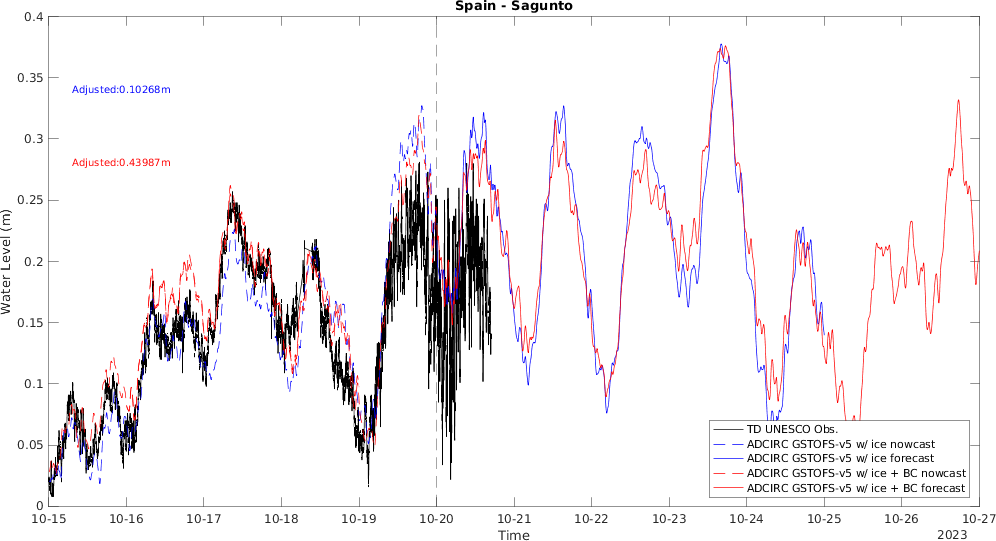 Spain - Sagunto
0.4
0.35
0.3
0.25
0.2
0.15
0.1
0.05
0
Water Level (m)
Adjusted:0.10268m
Adjusted:0.43987m
TD UNESCO Obs.
ADCIRC GSTOFS-v5 w/ ice nowcast
ADCIRC GSTOFS-v5 w/ ice forecast
ADCIRC GSTOFS-v5 w/ ice + BC nowcast
ADCIRC GSTOFS-v5 w/ ice + BC forecast
10-15 10-16 10-17 10-18 10-19 10-20 10-21 10-22 10-23 10-24 10-25 10-26 10-27
Time
2023